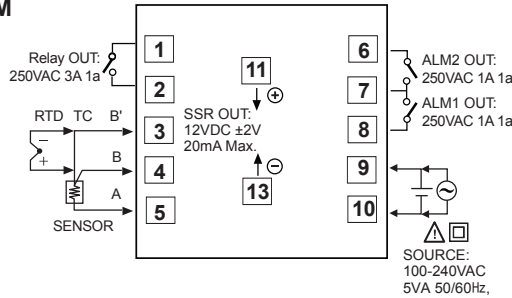 M
Relay OUT:
250VAC 3A 1a
1
2
RTD TC B'
3
B
4
A
5
SENSOR
11
+
SSR OUT:
12VDC ±2V
20mA Max.
−
13
6
7
8
9
10
ALM2 OUT:
250VAC 1A 1a
ALM1 OUT:
250VAC 1A 1a
−
+
SOURCE:
100-240VAC
5VA 50/60Hz,